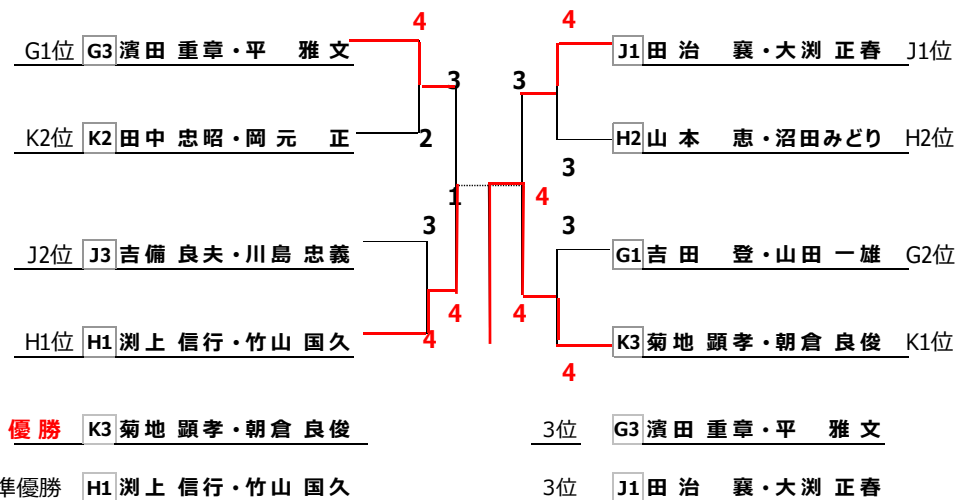 4 4
G1位 G3 濱田 重章・平 雅文 J1 田治 襄・大渕 正春 J1位
3 3
K2位 K2 田中 忠昭・岡元 正 2 H2 山本 恵・沼田みどり H2位
3
1 4
3 3
J2位 J3 吉備 良夫・川島 忠義 G1 吉田 登・山田 一雄 G2位
4 4
H1位 H1 渕上 信行・竹山 国久 4 K3 菊地 顕孝・朝倉 良俊 K1位
4
優勝 K3 菊地 顕孝・朝倉 良俊 3位 G3 濱田 重章・平 雅文
準優勝 H1 渕上 信行・竹山 国久 3位 J1 田治 襄・大渕 正春